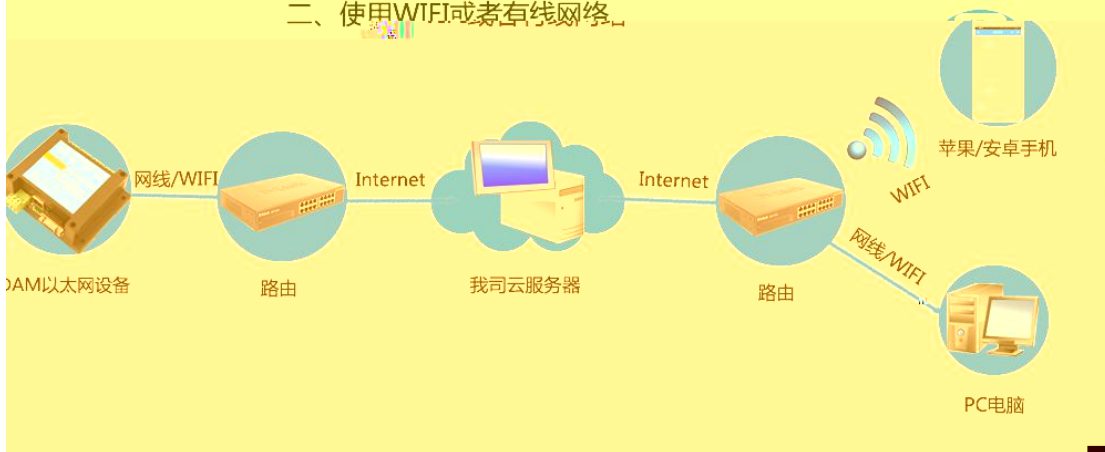 二、使用WIFI或者有线网络
苹果/安卓手机
网线/WIFI
Internet
Internet
WIFI
网线/WIFI
DAM以太网设备
路由
我司云服务器
路由
PC电脑